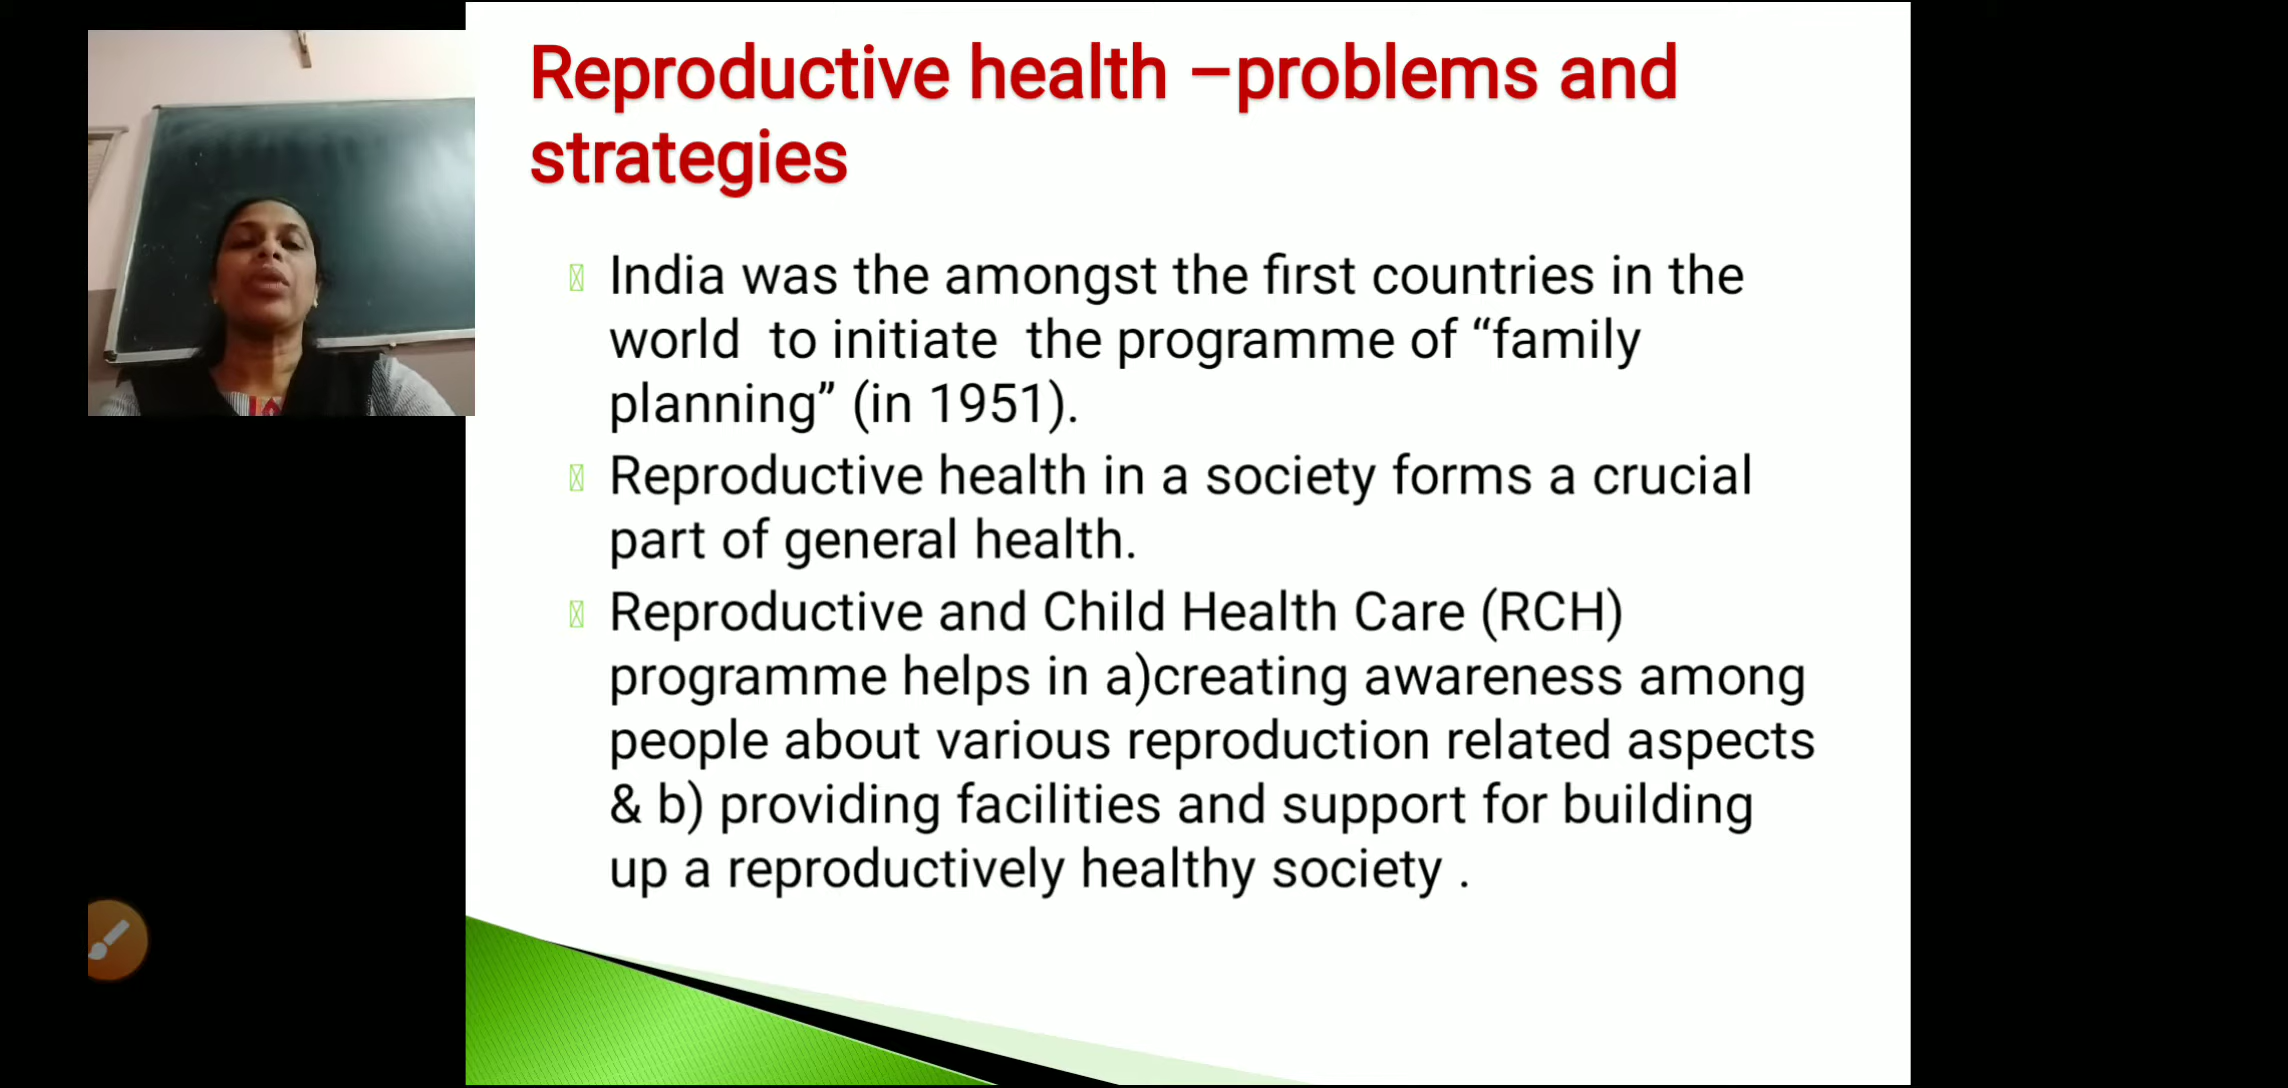 Reproductive health –problems and
strategies
India was the amongst the first countries in the
world to initiate the programme of “family
planning” (in 1951).
Reproductive health in a society forms a crucial
part of general health.
Reproductive and Child Health Care (RCH)
programme helps in a)creating awareness among
people about various reproduction related aspects
& b) providing facilities and support for building
up a reproductively healthy society .